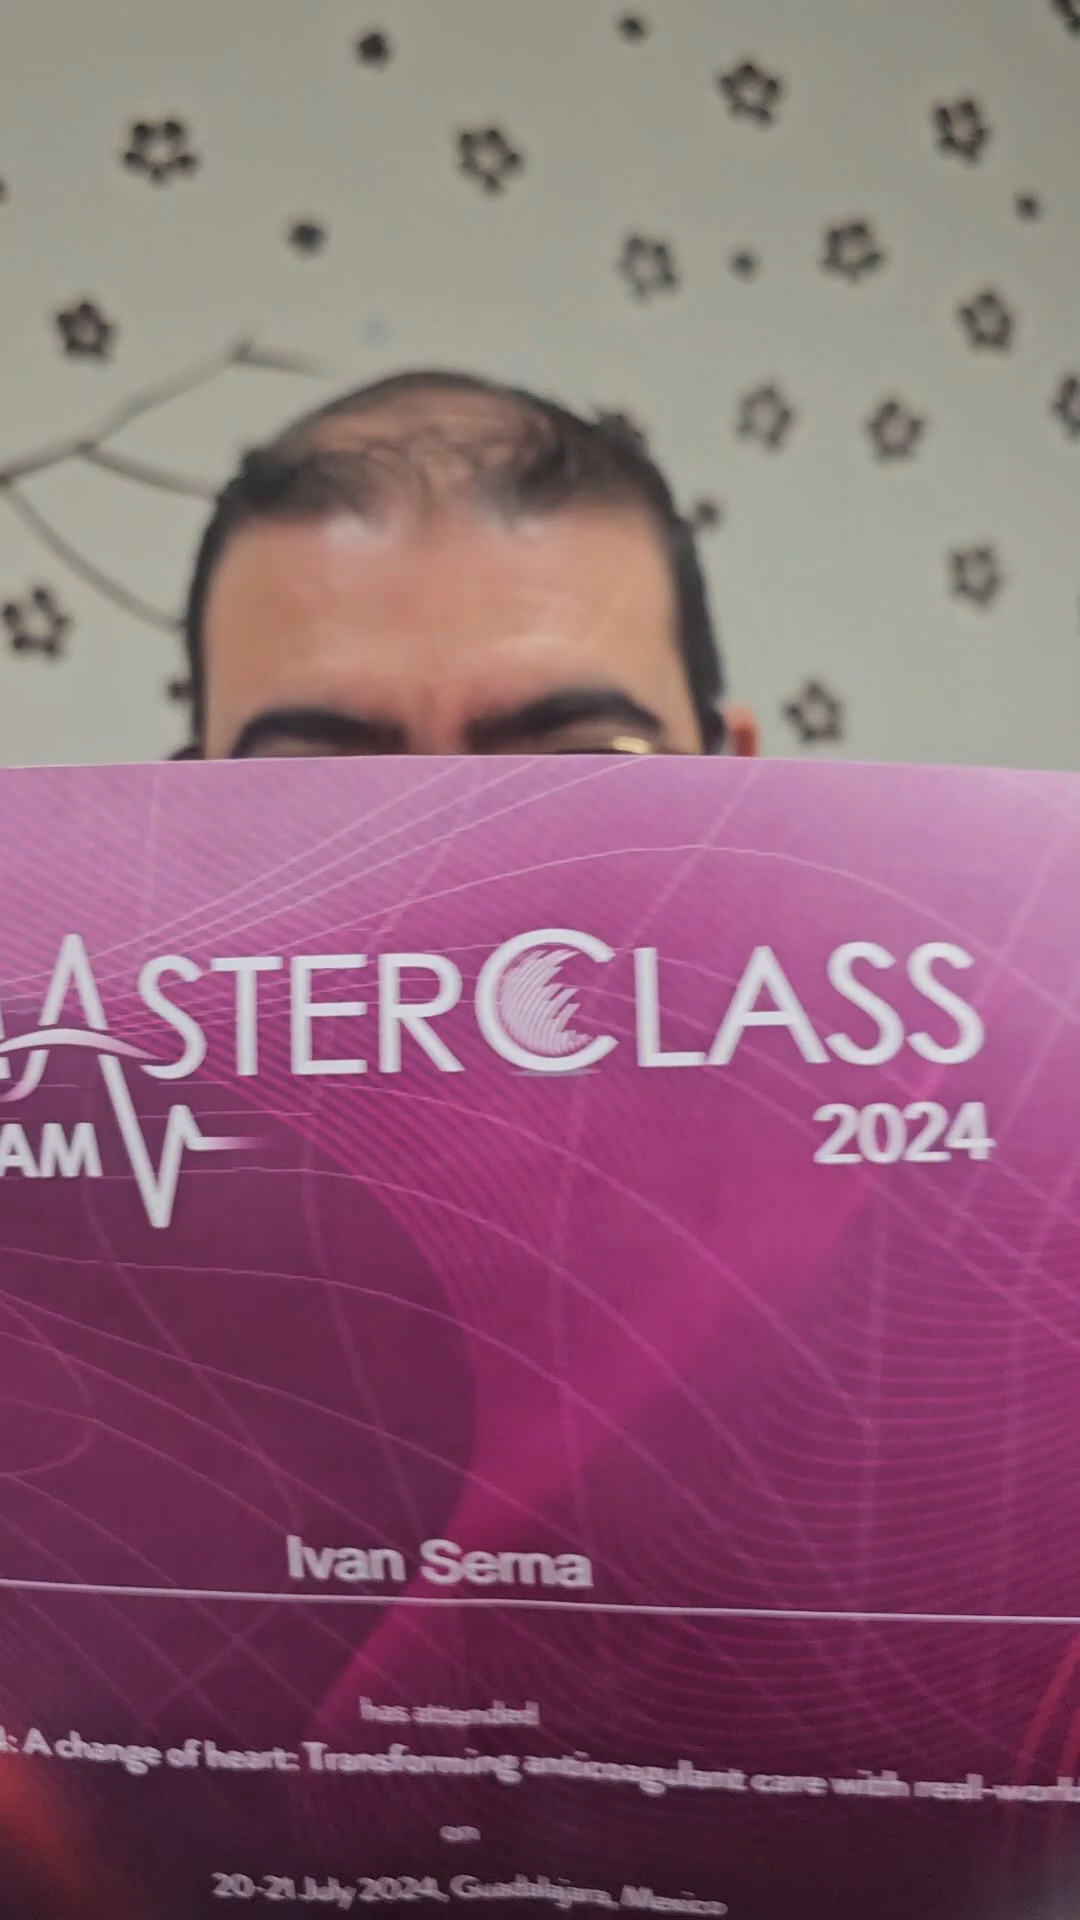 MASTERCLASS
AM
2024
Ivan Serna
has attended
: A change of heart: Transforming anticoagulant care with real-world
on
20-21 July 2024, Guadalajara, Mexico